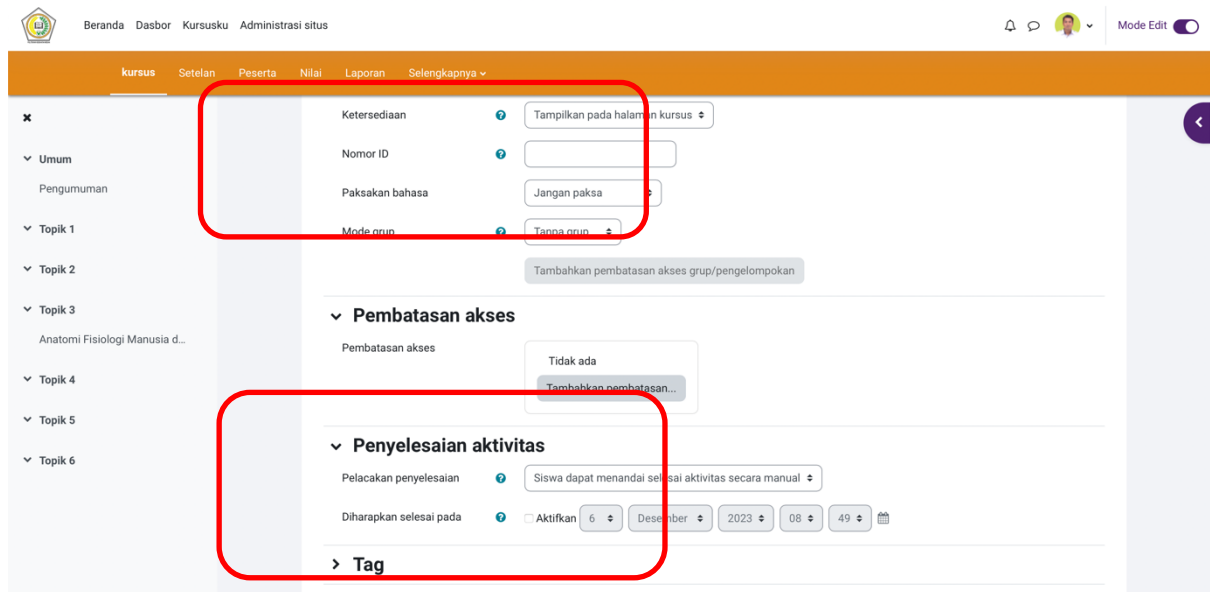 Beranda Dasbor Kursusku Administrasi situs
Mode Edit
kursus Setelan Peserta Nilai Laporan Selengkapnya
Umum
Pengumuman
Topik 1
Topik 2
Topik 3
Anatomi Fisiologi Manusia d...
Topik 4
Topik 5
Topik 6
Ketersediaan Tampilkan pada halaman kursus
Nomor ID
Paksakan bahasa Jangan paksa
Mode grup Tanpa grup
Tambahkan pembatasan akses grup/pengelompokan
Pembatasan akses
Pembatasan akses
Tidak ada
Tambahkan pembatasan...
Penyelesaian aktivitas
Pelacakan penyelesaian Siswa dapat menandai selesai aktivitas secara manual
Diharapkan selesai pada Aktifkan 6 Desember 2023 08 49
Tag